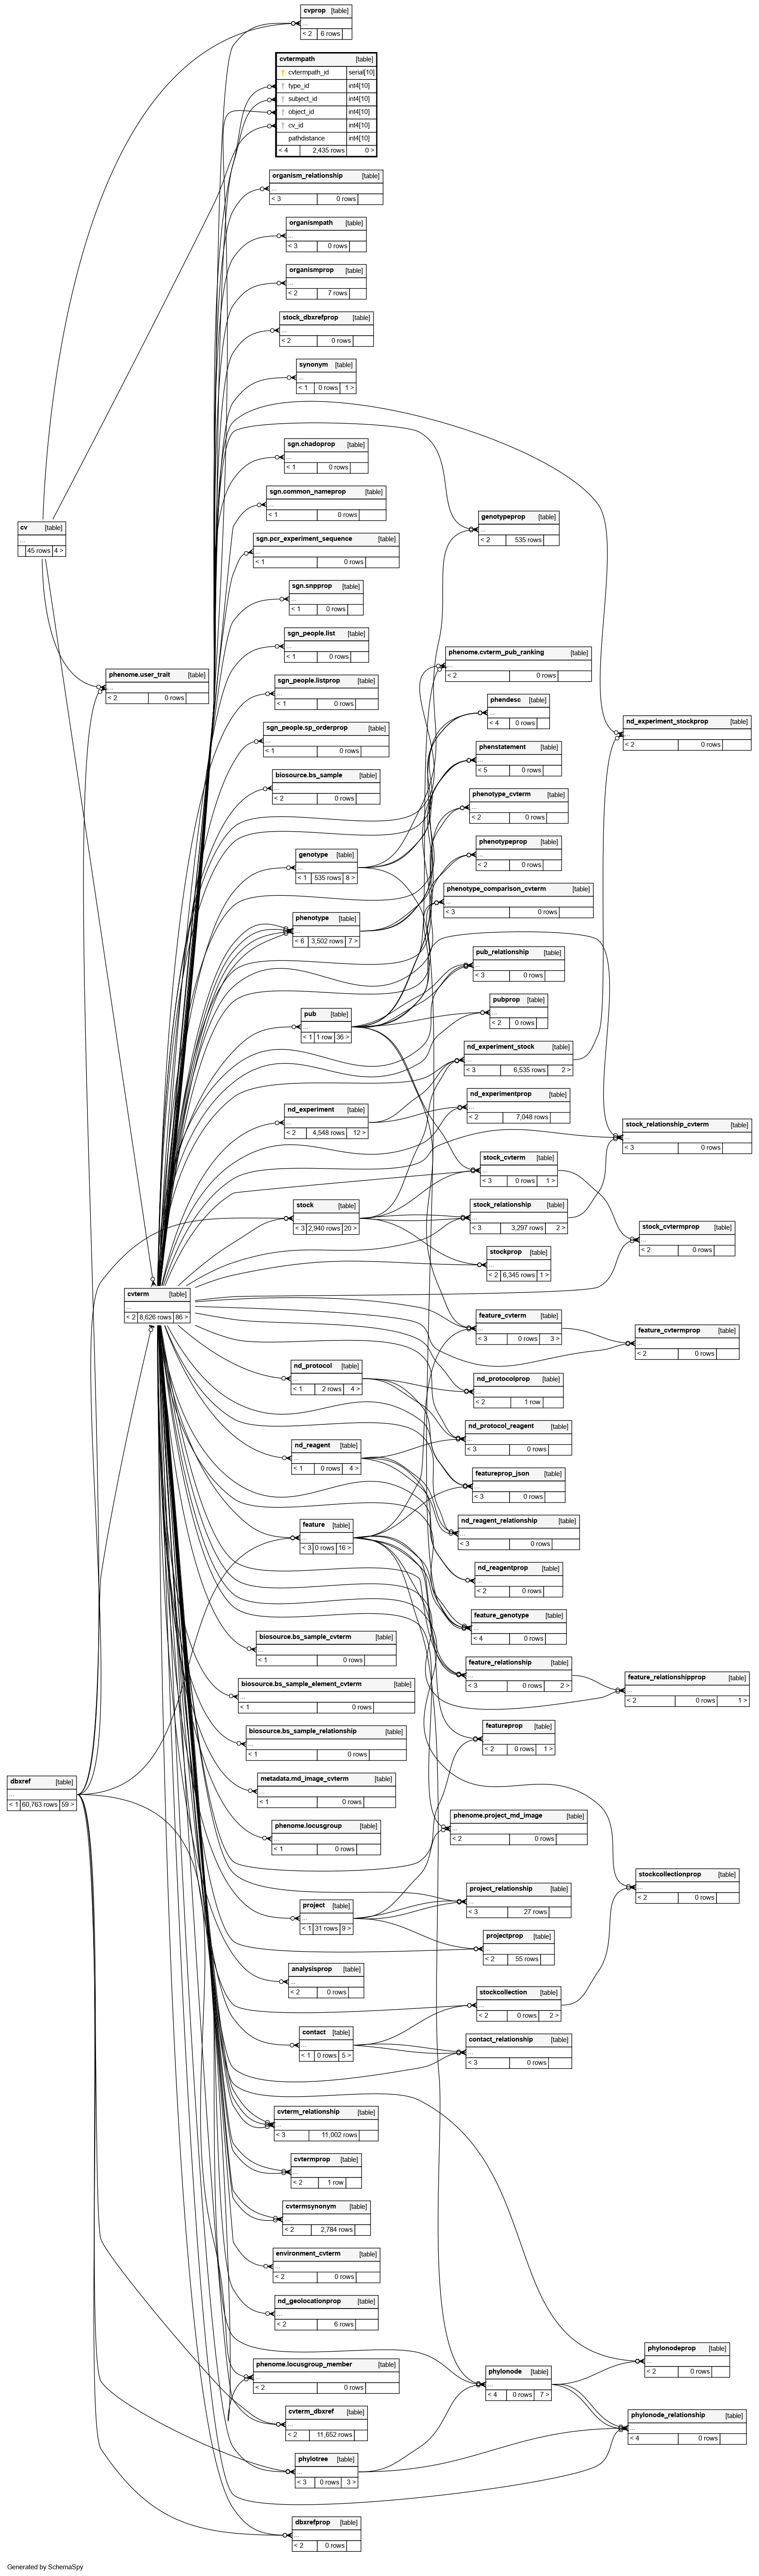 cvprop [table]
...
< 2 6 rows
cvtermpath [table]
cvtermpath_id serial[10]
type_id int4[10]
subject_id int4[10]
object_id int4[10]
cv_id int4[10]
pathdistance int4[10]
< 4 2,435 rows 0 >
organism_relationship [table]
...
< 3 0 rows
organismpath [table]
...
< 3 0 rows
organismprop [table]
...
< 2 7 rows
stock_dbxrefprop [table]
...
< 2 0 rows
synonym [table]
...
< 1 0 rows 1 >
sgn.chadoprop [table]
...
< 1 0 rows
sgn.common_nameprop [table]
...
< 1 0 rows
genotypeprop [table]
...
< 2 535 rows
cv [table]
...
45 rows 4 >
sgn.pcr_experiment_sequence [table]
...
< 1 0 rows
sgn.snpprop [table]
...
< 1 0 rows
sgn_people.list [table]
...
< 1 0 rows
phenome.cvterm_pub_ranking [table]
...
< 2 0 rows
phenome.user_trait [table]
...
< 2 0 rows
sgn_people.listprop [table]
...
< 1 0 rows
phendesc [table]
...
< 4 0 rows
nd_experiment_stockprop [table]
...
< 2 0 rows
sgn_people.sp_orderprop [table]
...
< 1 0 rows
phenstatement [table]
...
< 5 0 rows
biosource.bs_sample [table]
...
< 2 0 rows
phenotype_cvterm [table]
...
< 2 0 rows
phenotypeprop [table]
...
< 2 0 rows
genotype [table]
...
< 1 535 rows 8 >
phenotype_comparison_cvterm [table]
...
< 3 0 rows
phenotype [table]
...
< 6 3,502 rows 7 >
pub_relationship [table]
...
< 3 0 rows
pubprop [table]
...
< 2 0 rows
pub [table]
...
< 1 1 row 36 >
nd_experiment_stock [table]
...
< 3 6,535 rows 2 >
nd_experimentprop [table]
...
< 2 7,048 rows
nd_experiment [table]
...
< 2 4,548 rows 12 >
stock_relationship_cvterm [table]
...
< 3 0 rows
stock_cvterm [table]
...
< 3 0 rows 1 >
stock [table]
...
< 3 2,940 rows 20 >
stock_relationship [table]
...
< 3 3,297 rows 2 >
stock_cvtermprop [table]
...
< 2 0 rows
stockprop [table]
...
< 2 6,345 rows 1 >
cvterm [table]
...
< 2 8,626 rows 86 >
feature_cvterm [table]
...
< 3 0 rows 3 >
feature_cvtermprop [table]
...
< 2 0 rows
nd_protocol [table]
...
< 1 2 rows 4 >
nd_protocolprop [table]
...
< 2 1 row
nd_protocol_reagent [table]
...
< 3 0 rows
nd_reagent [table]
...
< 1 0 rows 4 >
featureprop_json [table]
...
< 3 0 rows
feature [table]
...
< 3 0 rows 16 >
nd_reagent_relationship [table]
...
< 3 0 rows
nd_reagentprop [table]
...
< 2 0 rows
feature_genotype [table]
...
< 4 0 rows
biosource.bs_sample_cvterm [table]
...
< 1 0 rows
feature_relationship [table]
...
< 3 0 rows 2 >
feature_relationshipprop [table]
...
< 2 0 rows 1 >
biosource.bs_sample_element_cvterm [table]
...
< 1 0 rows
biosource.bs_sample_relationship [table]
...
< 1 0 rows
featureprop [table]
...
< 2 0 rows 1 >
dbxref [table]
...
< 1 60,763 rows 59 >
metadata.md_image_cvterm [table]
...
< 1 0 rows
phenome.locusgroup [table]
...
< 1 0 rows
phenome.project_md_image [table]
...
< 2 0 rows
stockcollectionprop [table]
...
< 2 0 rows
project_relationship [table]
...
< 3 27 rows
project [table]
...
< 1 31 rows 9 >
projectprop [table]
...
< 2 55 rows
analysisprop [table]
...
< 2 0 rows
stockcollection [table]
...
< 2 0 rows 2 >
contact [table]
...
< 1 0 rows 5 >
contact_relationship [table]
...
< 3 0 rows
cvterm_relationship [table]
...
< 3 11,002 rows
cvtermprop [table]
...
< 2 1 row
cvtermsynonym [table]
...
< 2 2,784 rows
environment_cvterm [table]
...
< 2 0 rows
nd_geolocationprop [table]
...
< 2 6 rows
phylonodeprop [table]
...
< 2 0 rows
phenome.locusgroup_member [table]
...
< 2 0 rows
phylonode [table]
...
< 4 0 rows 7 >
cvterm_dbxref [table]
...
< 2 11,652 rows
phylonode_relationship [table]
...
< 4 0 rows
phylotree [table]
...
< 3 0 rows 3 >
dbxrefprop [table]
...
< 2 0 rows
Generated by SchemaSpy